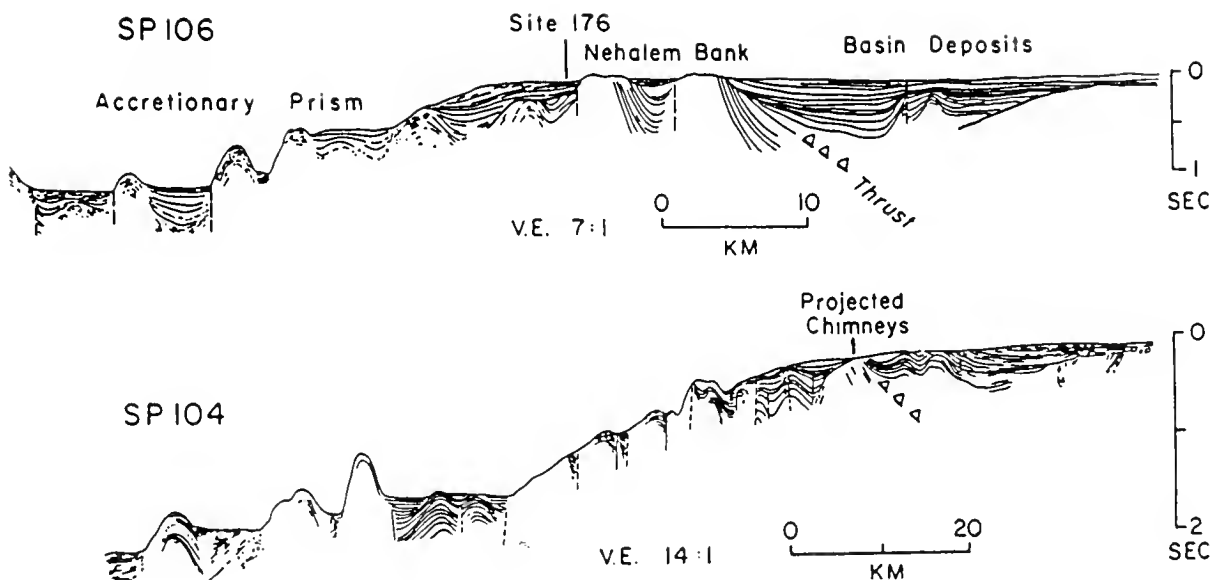 SP106
Site 176
Nehalem Bank
Basin Deposits
Accretionary Prism
0
1
SEC
Thrust
V.E. 7:1
0 10
KM
Projected
Chimneys
0
2
SEC
SP104
V.E. 14:1
0 20
KM